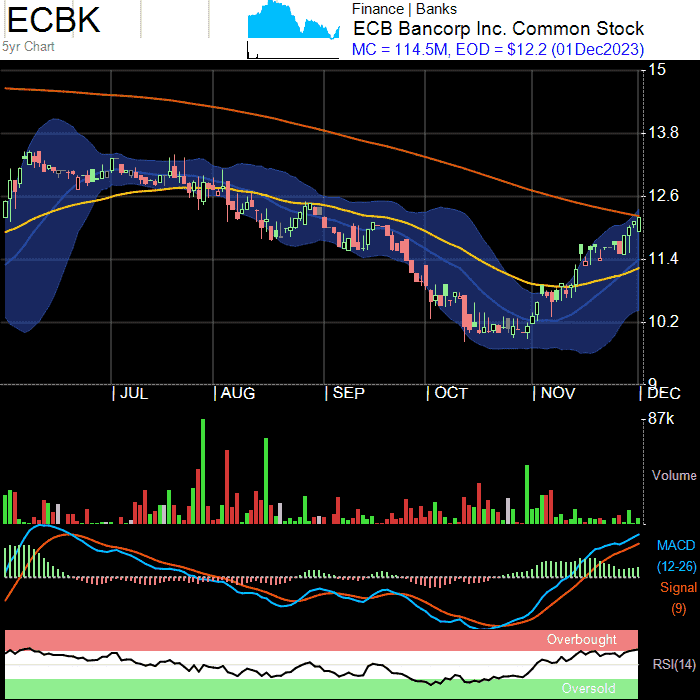 ECBK
5yr Chart
Finance | Banks
ECB Bancorp Inc. Common Stock
MC = 114.5M, EOD = $12.2 (01Dec2023)
15
13.8
12.6
11.4
10.2
9
JUL AUG SEP OCT NOV DEC
87k
Volume
MACD
(12-26)
Signal
(9)
Overbought
RSI(14)
Oversold